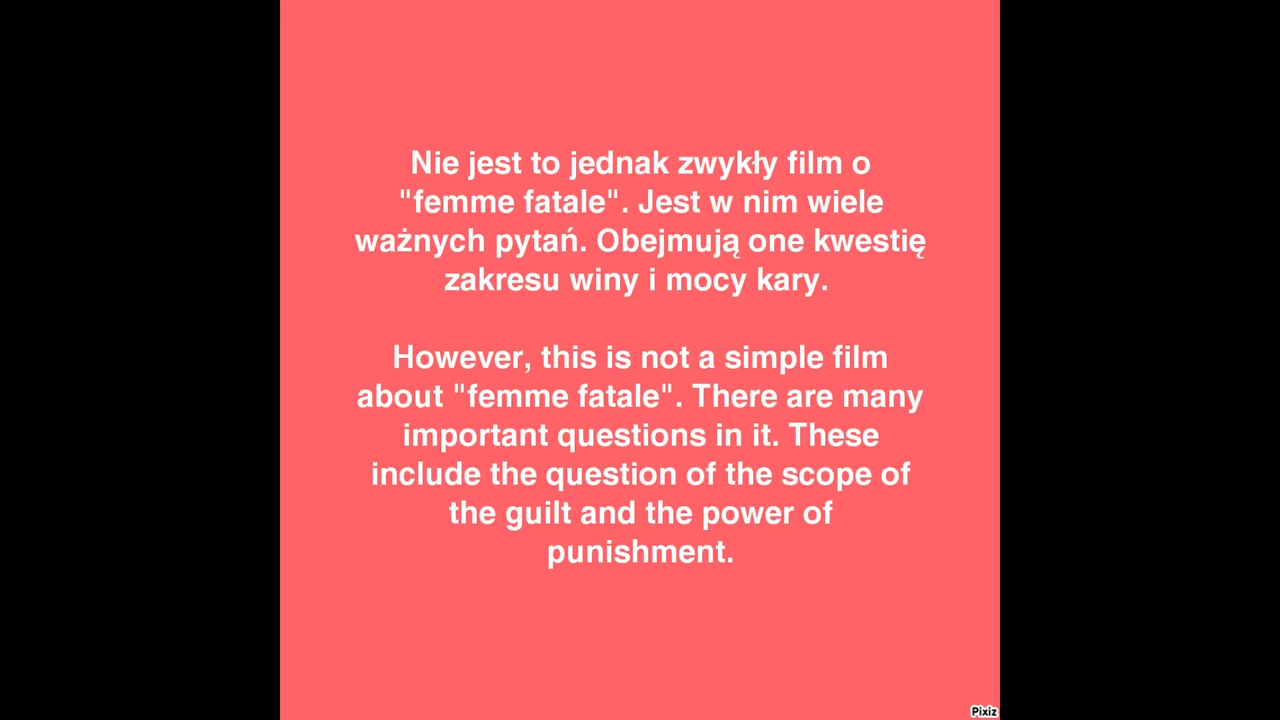 Nie jest to jednak zwykły film o
"femme fatale". Jest w nim wiele
ważnych pytań. Obejmują one kwestię
zakresu winy i mocy kary.
However, this is not a simple film
about "femme fatale". There are many
important questions in it. These
include the question of the scope of
the guilt and the power of
punishment.
Pixiz